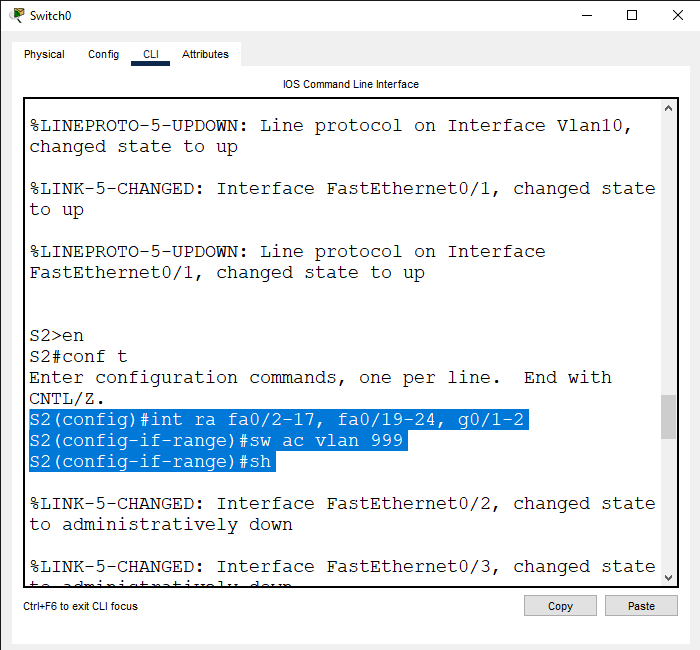 Switch0
Physical Config CLI Attributes
IOS Command Line Interface
%LINEPROTO-5-UPDOWN: Line protocol on Interface Vlan10,
changed state to up
%LINK-5-CHANGED: Interface FastEthernet0/1, changed state
to up
%LINEPROTO-5-UPDOWN: Line protocol on Interface
FastEthernet0/1, changed state to up
S2>en
S2#conf t
Enter configuration commands, one per line.  End with
CNTL/Z.
S2(config)#int ra fa0/2-17, fa0/19-24, g0/1-2
S2(config-if-range)#sw ac vlan 999
S2(config-if-range)#sh
%LINK-5-CHANGED: Interface FastEthernet0/2, changed state
to administratively down
%LINK-5-CHANGED: Interface FastEthernet0/3, changed state
to administratively down
Ctrl+F6 to exit CLI focus
Copy Paste